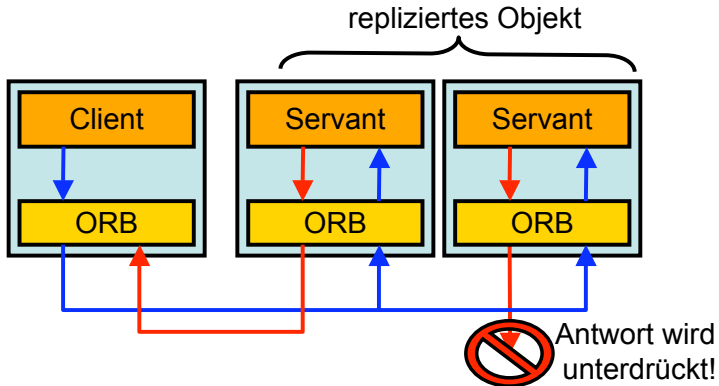 repliziertes Objekt
Client
Servant
Servant
ORB
ORB
ORB
Antwort wird
unterdrückt!